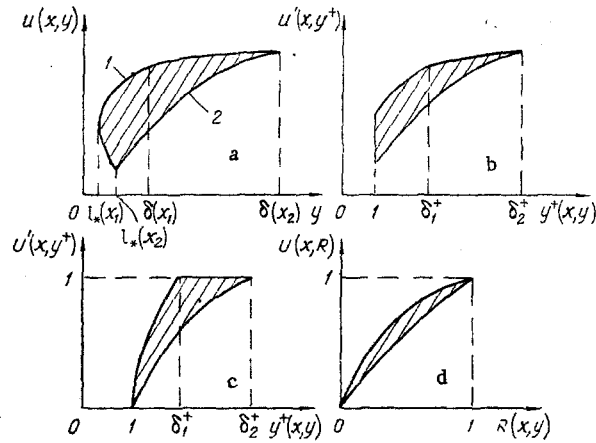 u(x,y)
1
2
a
0
l*(x₁)
l*(x₂)
δ(x₁)
δ(x₂)
y
u'(x,y⁺)
b
0
1
δ₁⁺
δ₂⁺
y⁺(x,y)
U'(x,y⁺)
1
c
0
1
δ₁⁺
δ₂⁺
y⁺(x,y)
U(x,R)
1
d
0
1
R(x,y)